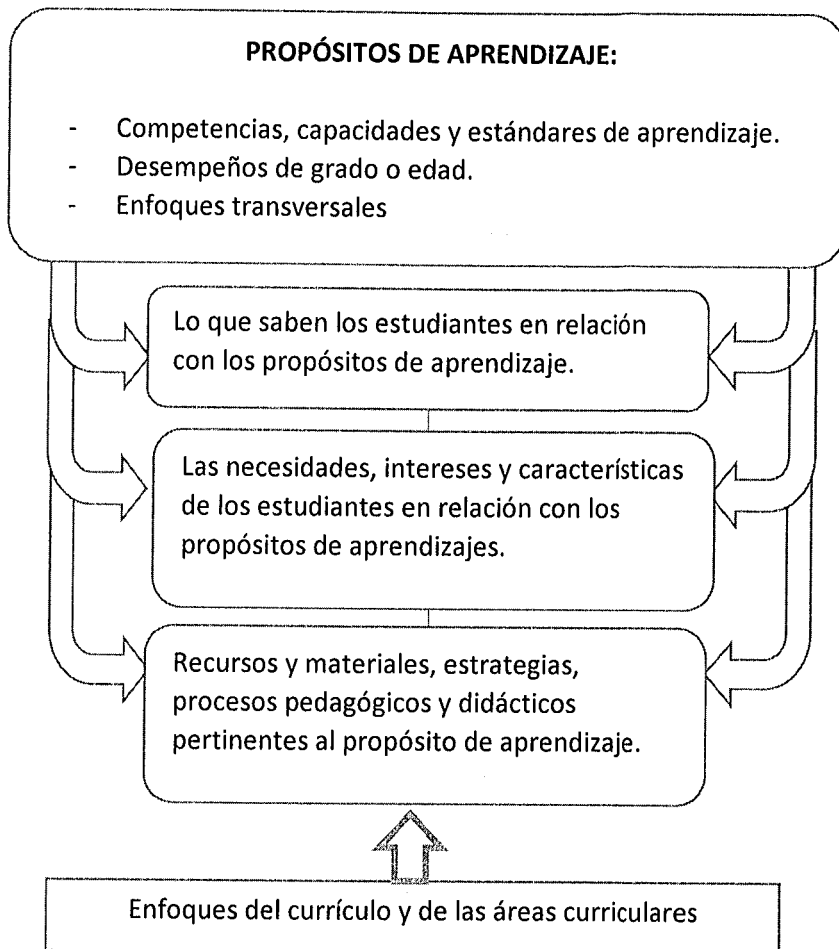 PROPÓSITOS DE APRENDIZAJE:
- Competencias, capacidades y estándares de aprendizaje.
- Desempeños de grado o edad.
- Enfoques transversales
Lo que saben los estudiantes en relación
con los propósitos de aprendizaje.
Las necesidades, intereses y características
de los estudiantes en relación con los
propósitos de aprendizajes.
Recursos y materiales, estrategias,
procesos pedagógicos y didácticos
pertinentes al propósito de aprendizaje.
Enfoques del currículo y de las áreas curriculares